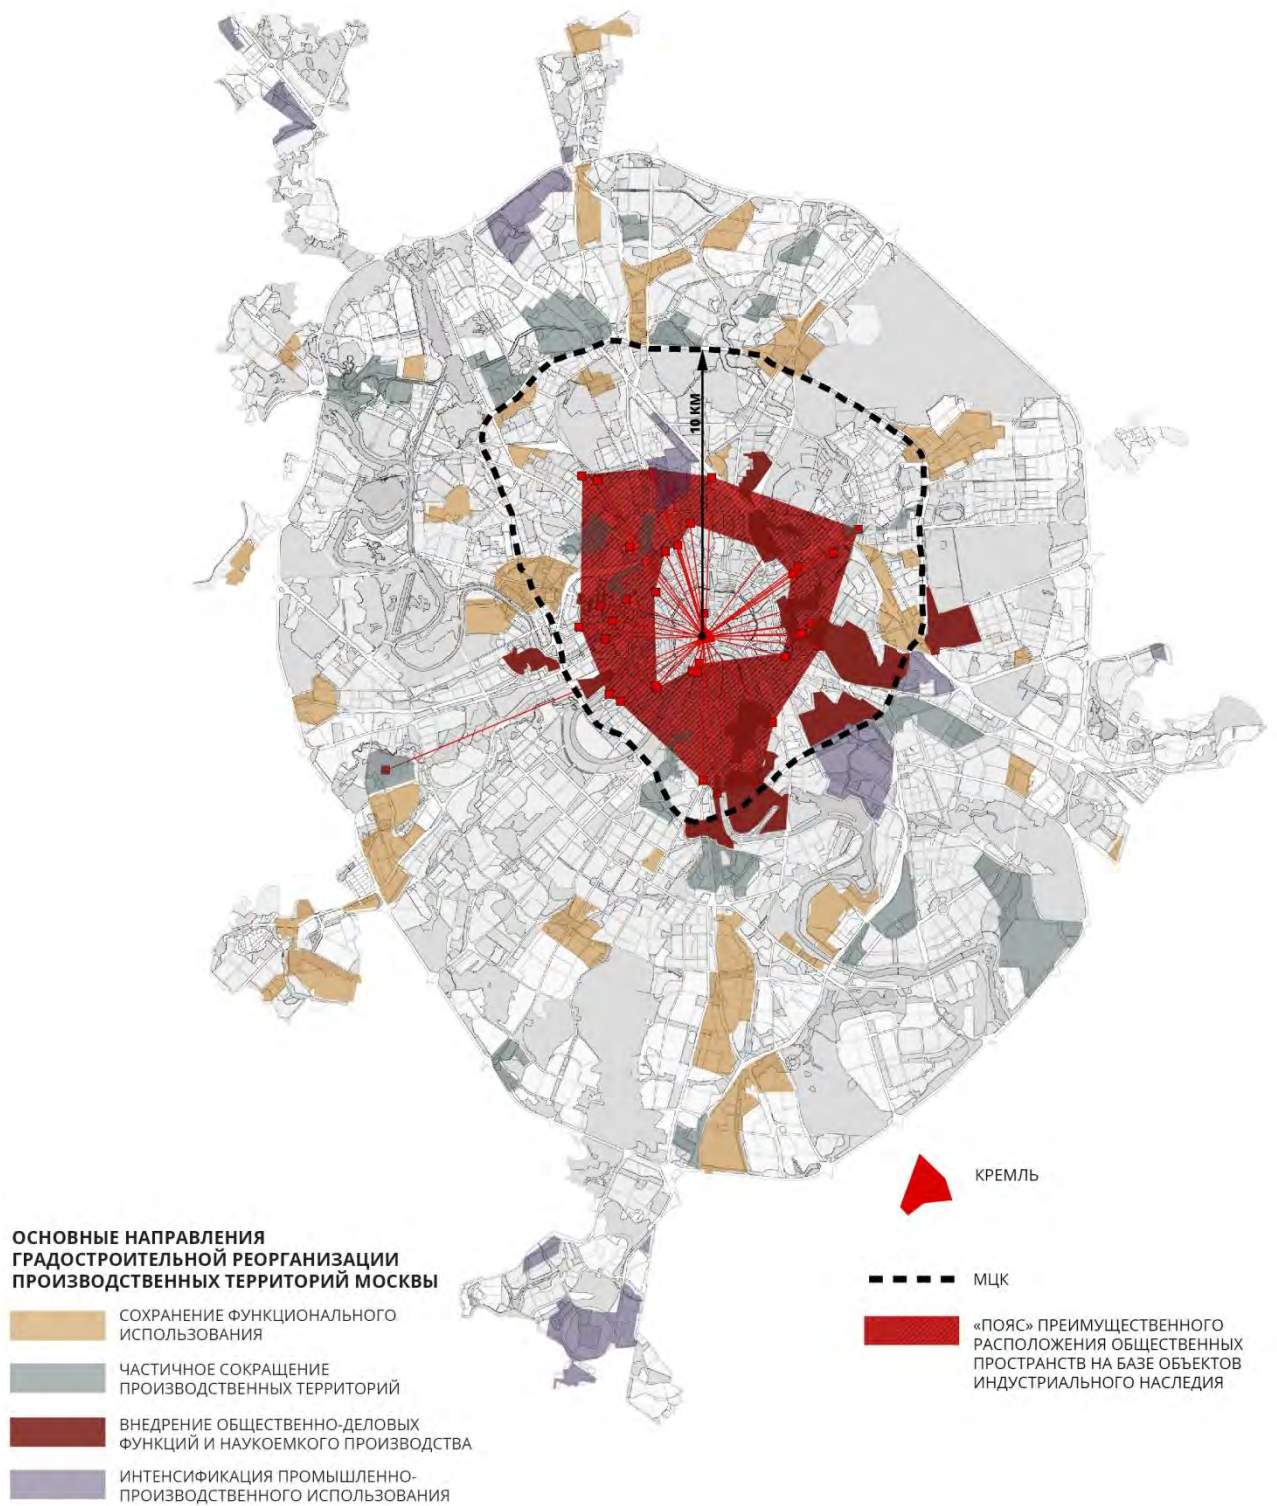 10 КМ
КРЕМЛЬ
ОСНОВНЫЕ НАПРАВЛЕНИЯ
ГРАДОСТРОИТЕЛЬНОЙ РЕОРГАНИЗАЦИИ
ПРОИЗВОДСТВЕННЫХ ТЕРРИТОРИЙ МОСКВЫ
СОХРАНЕНИЕ ФУНКЦИОНАЛЬНОГО
ИСПОЛЬЗОВАНИЯ
ЧАСТИЧНОЕ СОКРАЩЕНИЕ
ПРОИЗВОДСТВЕННЫХ ТЕРРИТОРИЙ
ВНЕДРЕНИЕ ОБЩЕСТВЕННО-ДЕЛОВЫХ
ФУНКЦИЙ И НАУКОЕМКОГО ПРОИЗВОДСТВА
ИНТЕНСИФИКАЦИЯ ПРОМЫШЛЕННО-
ПРОИЗВОДСТВЕННОГО ИСПОЛЬЗОВАНИЯ
МЦК
«ПОЯС» ПРЕИМУЩЕСТВЕННОГО
РАСПОЛОЖЕНИЯ ОБЩЕСТВЕННЫХ
ПРОСТРАНСТВ НА БАЗЕ ОБЪЕКТОВ
ИНДУСТРИАЛЬНОГО НАСЛЕДИЯ